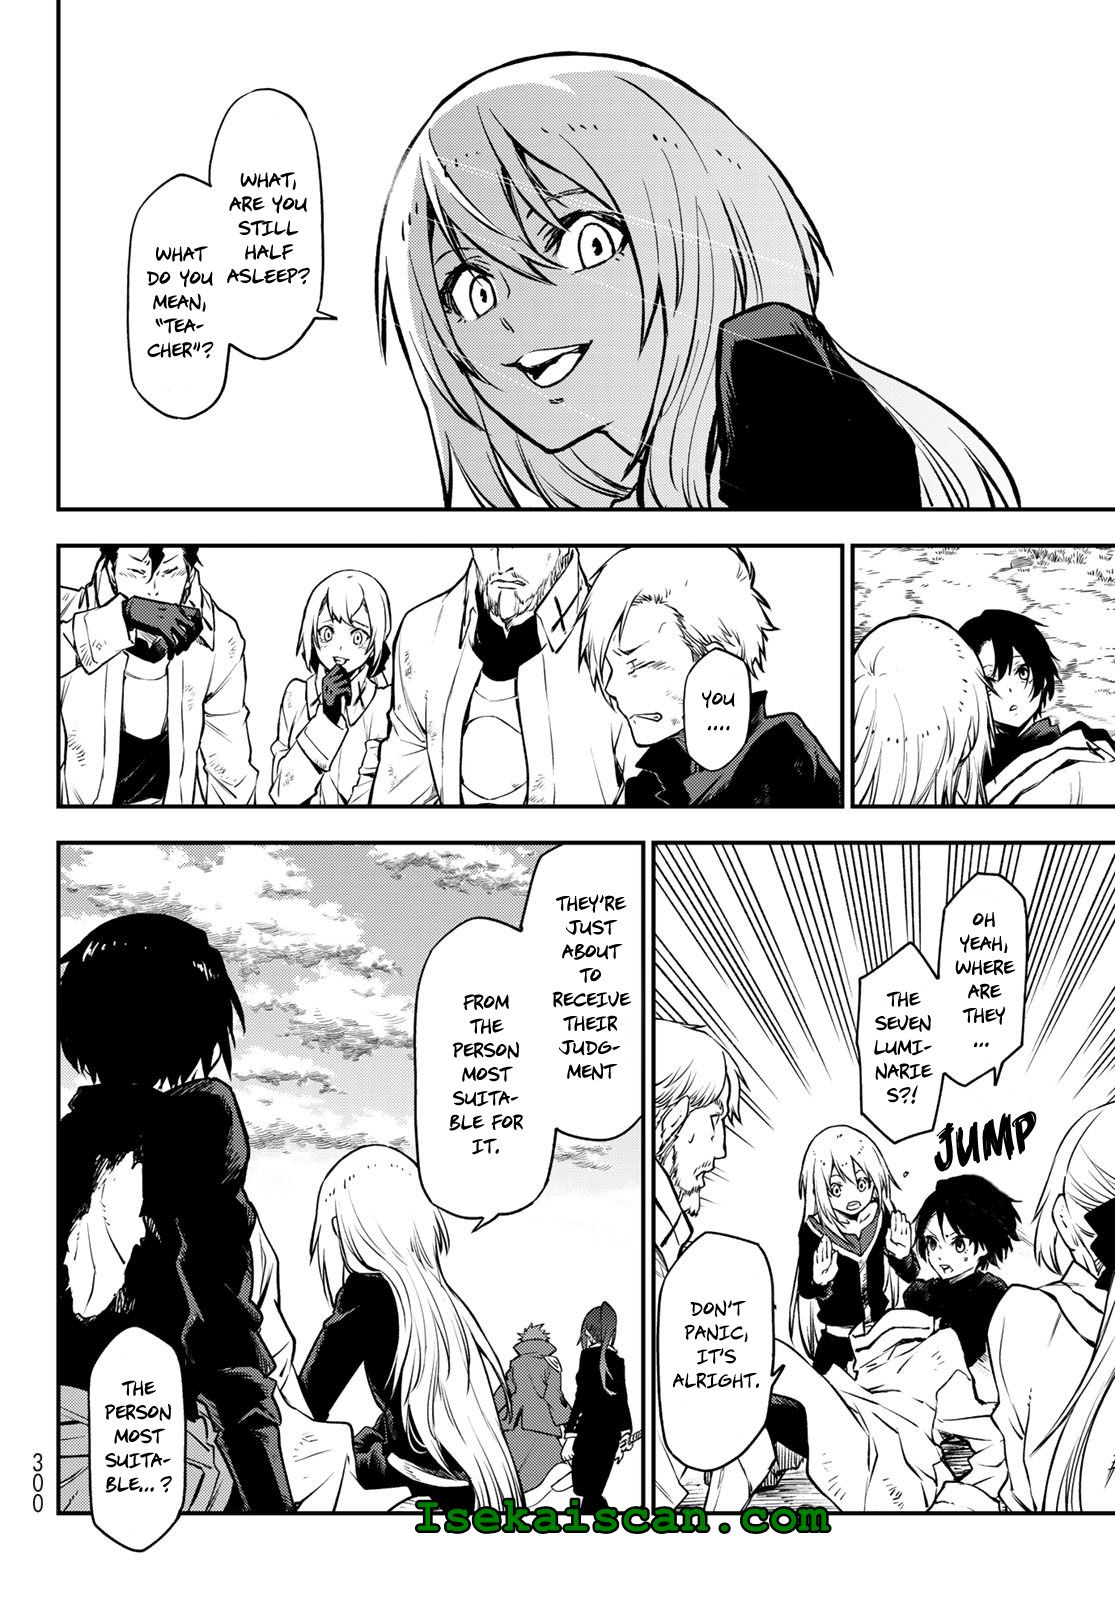 WHAT,
ARE YOU
STILL
HALF
ASLEEP?
WHAT
DO YOU
MEAN,
"TEA-
CHER"?
YOU
....
OH
YEAH,
WHERE
ARE
THEY
...
THE
SEVEN
LUMI-
NARIE
S?!
JUMP
DON'T
PANIC,
IT'S
ALRIGHT.
THEY'RE
JUST
ABOUT
TO
RECEIVE
THEIR
JUDG-
MENT
FROM
THE
PERSON
MOST
SUITA-
BLE FOR
IT.
THE
PERSON
MOST
SUITA-
BLE...?
300
Isekaiscan.com